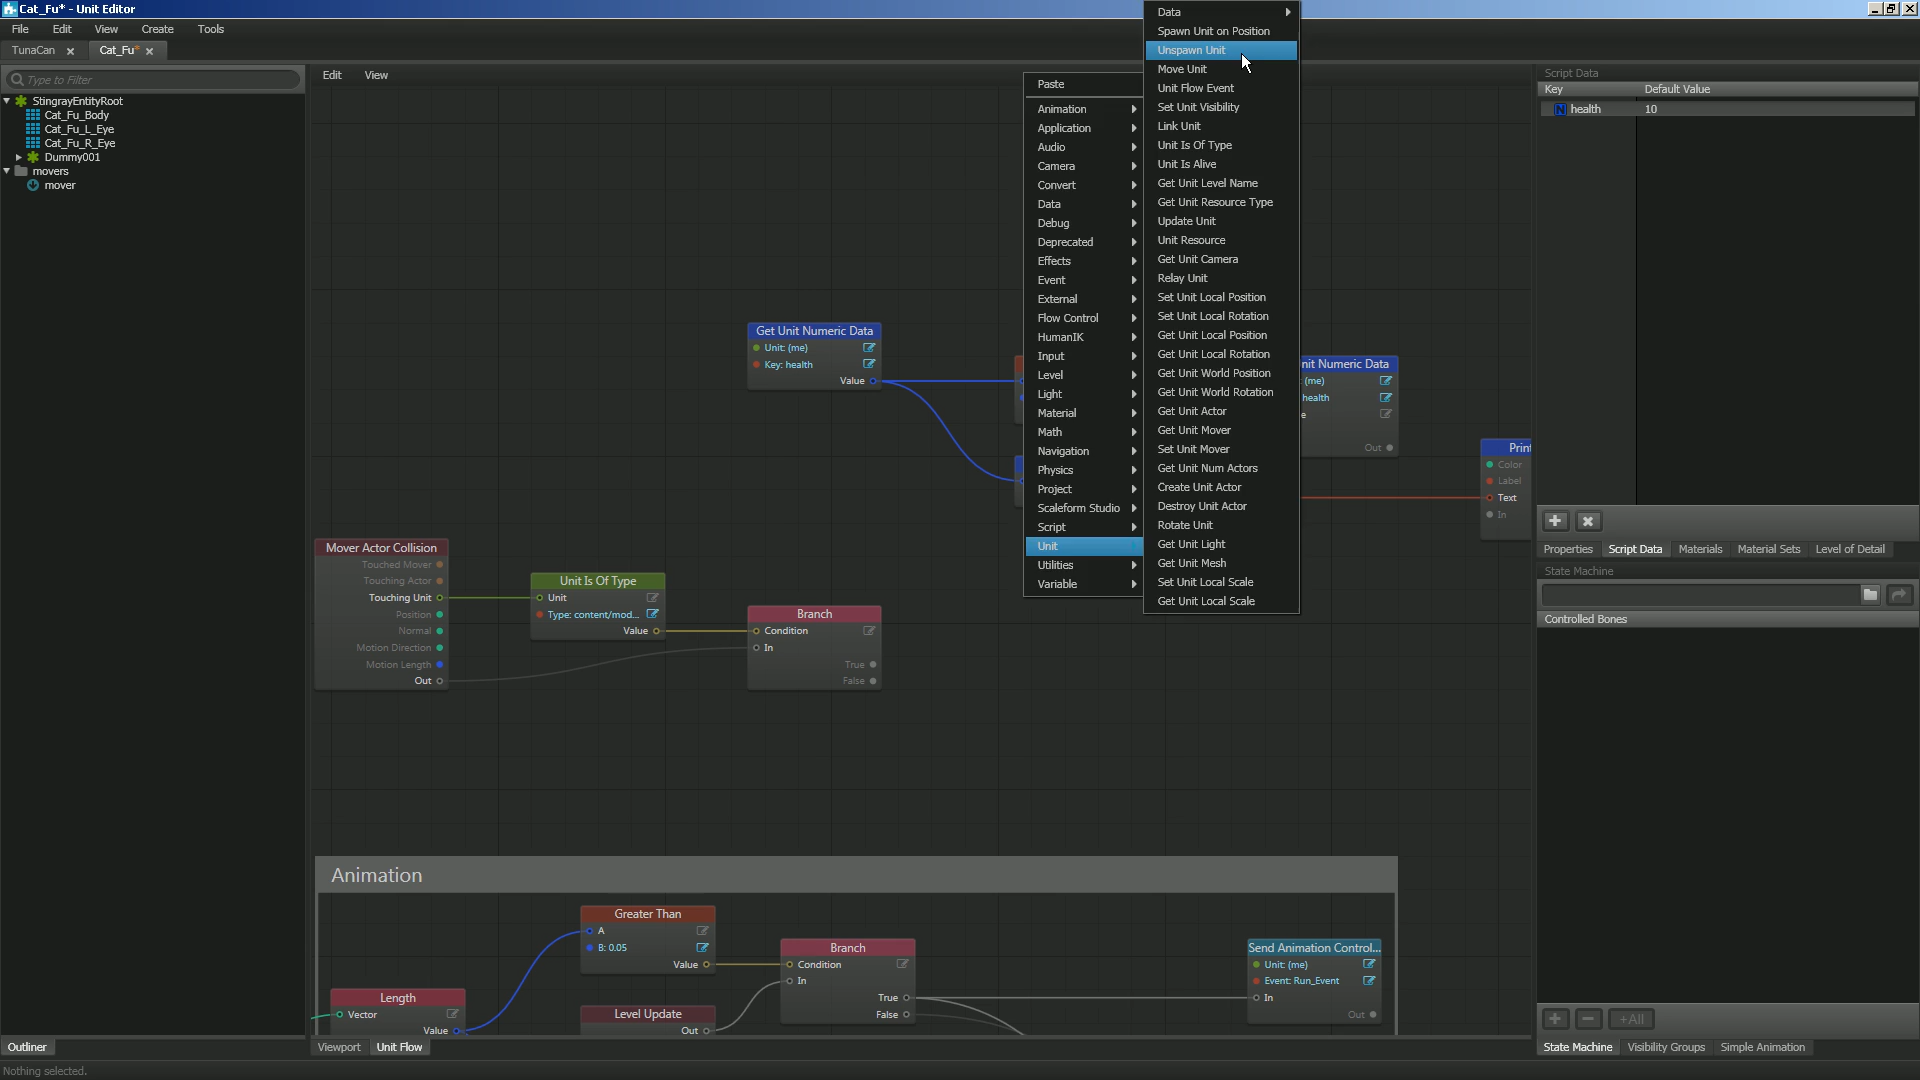 Cat_Fu* - Unit Editor
File Edit View Create Tools
TunaCan Cat_Fu*
Type to Filter
StingrayEntityRoot
Cat_Fu_Body
Cat_Fu_L_Eye
Cat_Fu_R_Eye
Dummy001
movers
mover
Outliner
Nothing selected.
Edit View
Get Unit Numeric Data
Unit: (me)
Key: health
Value
Mover Actor Collision
Touched Mover
Touching Actor
Touching Unit
Position
Normal
Motion Direction
Motion Length
Out
Unit Is Of Type
Unit
Type: content/mod...
Value
Branch
Condition
In
True
False
Paste
Animation
Application
Audio
Camera
Convert
Data
Debug
Deprecated
Effects
Event
External
Flow Control
HumanIK
Input
Level
Light
Material
Math
Navigation
Physics
Project
Scaleform Studio
Script
Unit
Utilities
Variable
Data
Spawn Unit on Position
Unspawn Unit
Move Unit
Unit Flow Event
Set Unit Visibility
Link Unit
Unit Is Of Type
Unit Is Alive
Get Unit Level Name
Get Unit Resource Type
Update Unit
Unit Resource
Get Unit Camera
Relay Unit
Set Unit Local Position
Set Unit Local Rotation
Get Unit Local Position
Get Unit Local Rotation
Get Unit World Position
Get Unit World Rotation
Get Unit Actor
Get Unit Mover
Set Unit Mover
Get Unit Num Actors
Create Unit Actor
Destroy Unit Actor
Rotate Unit
Get Unit Light
Get Unit Mesh
Set Unit Local Scale
Get Unit Local Scale
nit Numeric Data
(me)
health
e
Out
Print
Color
Label
Text
In
Animation
Greater Than
A
B: 0.05
Value
Length
Vector
Value
Level Update
Out
Branch
Condition
In
True
False
Send Animation Control...
Unit: (me)
Event: Run_Event
In
Out
Viewport Unit Flow
Script Data
Key Default Value
N health 10
Properties Script Data Materials Material Sets Level of Detail
State Machine
Controlled Bones
+All
State Machine Visibility Groups Simple Animation